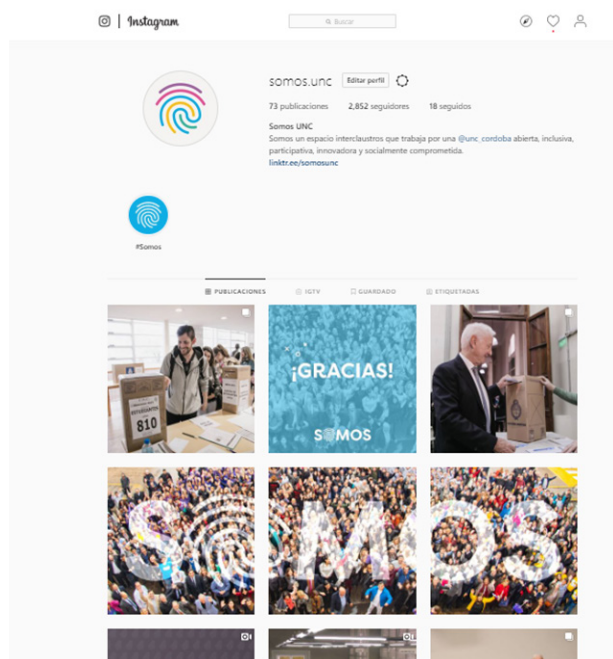 Instagram
Buscar
somos.unc Editar perfil
73 publicaciones 2,852 seguidores 18 seguidos
Somos UNC
Somos un espacio interclaustros que trabaja por una @unc_cordoba abierta, inclusiva,
participativa, innovadora y socialmente comprometida.
linktr.ee/somosunc
#Somos
PUBLICACIONES IGTV GUARDADO ETIQUETADAS
ESTUDIANTES
810
¡GRACIAS!
SOMOS
SOMOS